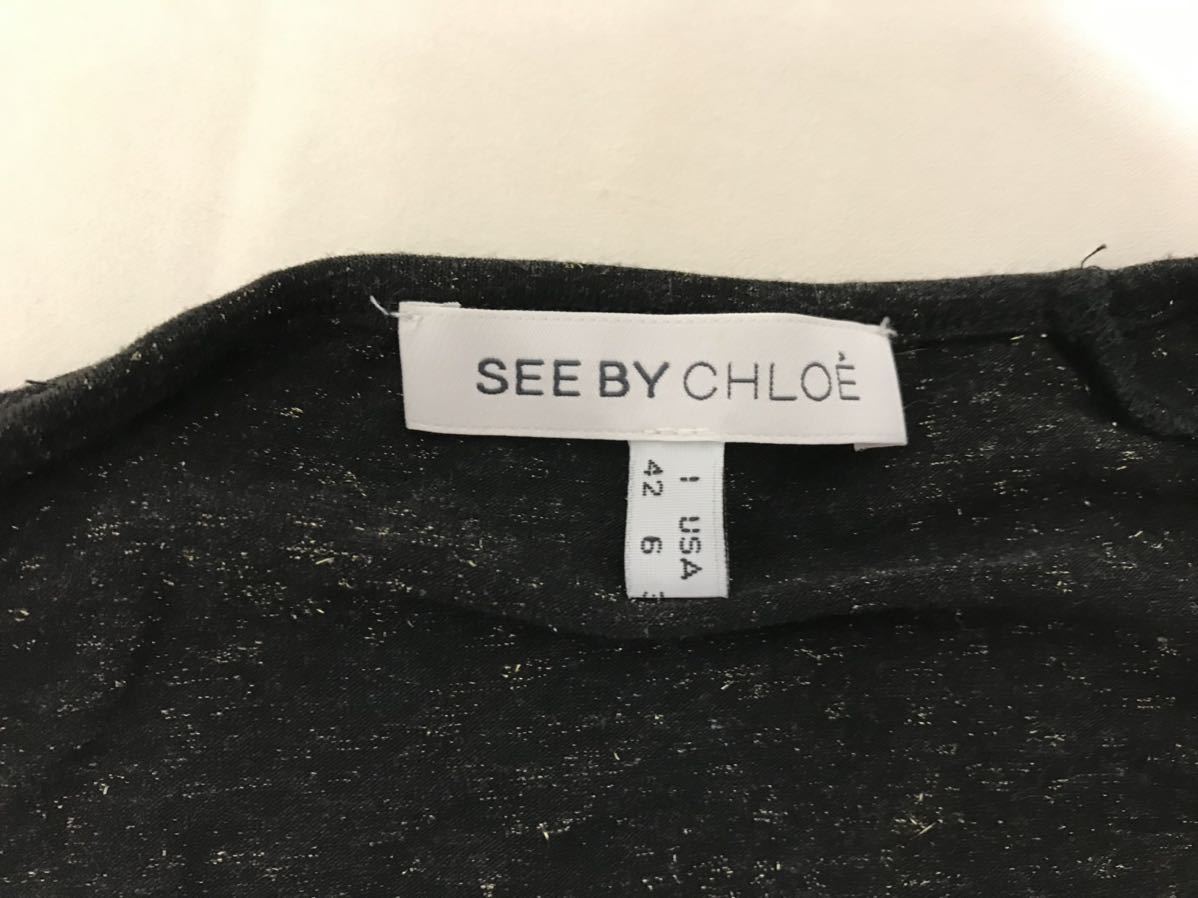 SEE BY CHLOÉ
I USA
42 6